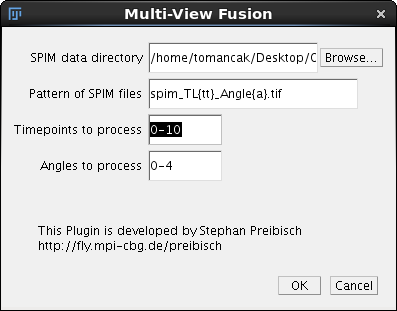 Multi-View Fusion
SPIM data directory /home/tomancak/Desktop/ Browse...
Pattern of SPIM files spim_TL{tt}_Angle{a}.tif
Timepoints to process 0-10
Angles to process 0-4
This Plugin is developed by Stephan Preibisch
http://fly.mpi-cbg.de/preibisch
OK Cancel